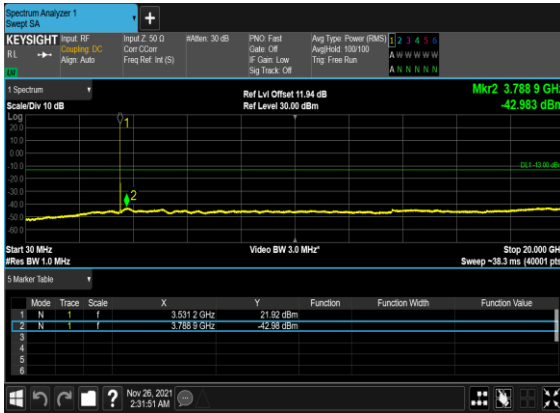 Spectrum Analyzer 1
Swept SA
+
KEYSIGHT Input: RF Input Z: 50 Ω #Atten: 30 dB PNO: Fast Avg Type: Power (RMS) 1 2 3 4 5 6
RL Coupling: DC Corr CCorr Gate: Off Avg|Hold: 100/100 A W W W W W
Align: Auto Freq Ref: Int (S) IF Gain: Low Trig: Free Run
Sig Track: Off A N N N N N
1 Spectrum
Ref Lvl Offset 11.94 dB Mkr2 3.788 9 GHz
Scale/Div 10 dB Ref Level 30.00 dBm -42.983 dBm
Log
1
20.0
10.0
0.00
-10.0
DL1 -13.00 dBm
-20.0
-30.0
2
-40.0
-50.0
-60.0
Start 30 MHz Video BW 3.0 MHz* Stop 20.000 GHz
#Res BW 1.0 MHz Sweep ~38.3 ms (40001 pts)
5 Marker Table
Mode Trace Scale X Y Function Function Width Function Value
1 N 1 f 3.531 2 GHz 21.92 dBm
2 N 1 f 3.788 9 GHz -42.98 dBm
3
4
5
6
? Nov 26, 2021
2:31:51 AM